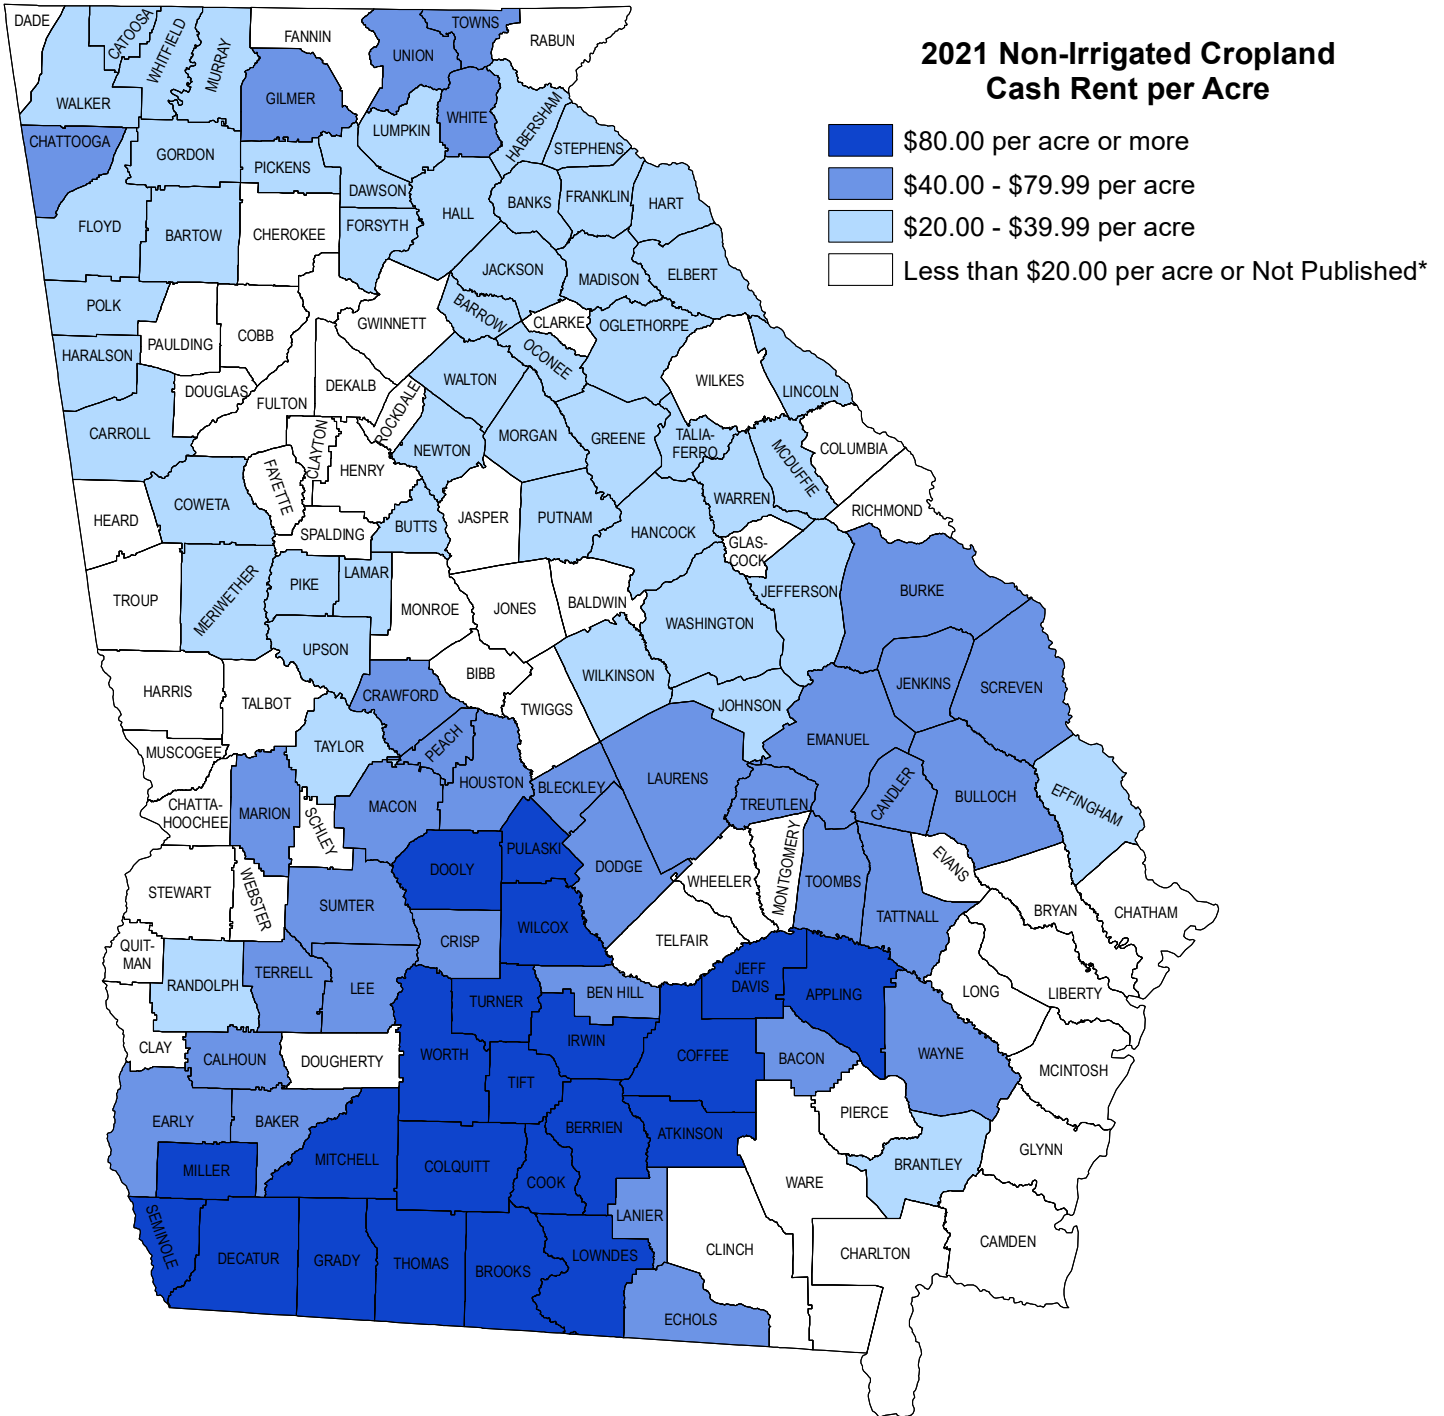 2021 Non-Irrigated Cropland
Cash Rent per Acre
$80.00 per acre or more
$40.00 - $79.99 per acre
$20.00 - $39.99 per acre
Less than $20.00 per acre or Not Published*
DADE
CATOOSA
WHITFIELD
MURRAY
FANNIN
UNION
TOWNS
RABUN
WALKER
GILMER
WHITE
HABERSHAM
LUMPKIN
STEPHENS
CHATTOOGA
GORDON
PICKENS
DAWSON
HALL
BANKS
FRANKLIN
HART
FLOYD
BARTOW
CHEROKEE
FORSYTH
JACKSON
MADISON
ELBERT
POLK
PAULDING
COBB
GWINNETT
BARROW
CLARKE
OGLETHORPE
OCONEE
HARALSON
DOUGLAS
FULTON
DEKALB
ROCKDALE
WALTON
WILKES
LINCOLN
CARROLL
CLAYTON
HENRY
NEWTON
MORGAN
GREENE
TALIA-
FERRO
MCDUFFIE
COLUMBIA
FAYETTE
COWETA
HEARD
SPALDING
BUTTS
JASPER
PUTNAM
HANCOCK
WARREN
RICHMOND
GLAS-
COCK
TROUP
MERIWETHER
PIKE
LAMAR
MONROE
JONES
BALDWIN
WASHINGTON
JEFFERSON
BURKE
UPSON
BIBB
WILKINSON
HARRIS
TALBOT
CRAWFORD
TWIGGS
JOHNSON
JENKINS
SCREVEN
MUSCOGEE
TAYLOR
PEACH
HOUSTON
BLECKLEY
LAURENS
EMANUEL
TREUTLEN
CANDLER
BULLOCH
EFFINGHAM
CHATTA-
HOOCHEE
MARION
SCHLEY
MACON
DOOLY
PULASKI
DODGE
WHEELER
MONTGOMERY
TOOMBS
TATTNALL
EVANS
BRYAN
CHATHAM
STEWART
WEBSTER
SUMTER
CRISP
WILCOX
TELFAIR
QUIT-
MAN
RANDOLPH
TERRELL
LEE
TURNER
BEN HILL
JEFF
DAVIS
APPLING
LONG
LIBERTY
CLAY
CALHOUN
DOUGHERTY
WORTH
TIFT
IRWIN
COFFEE
BACON
WAYNE
MCINTOSH
EARLY
BAKER
MILLER
MITCHELL
COLQUITT
COOK
BERRIEN
ATKINSON
PIERCE
WARE
BRANTLEY
GLYNN
SEMINOLE
DECATUR
GRADY
THOMAS
BROOKS
LOWNDES
LANIER
CLINCH
ECHOLS
CHARLTON
CAMDEN